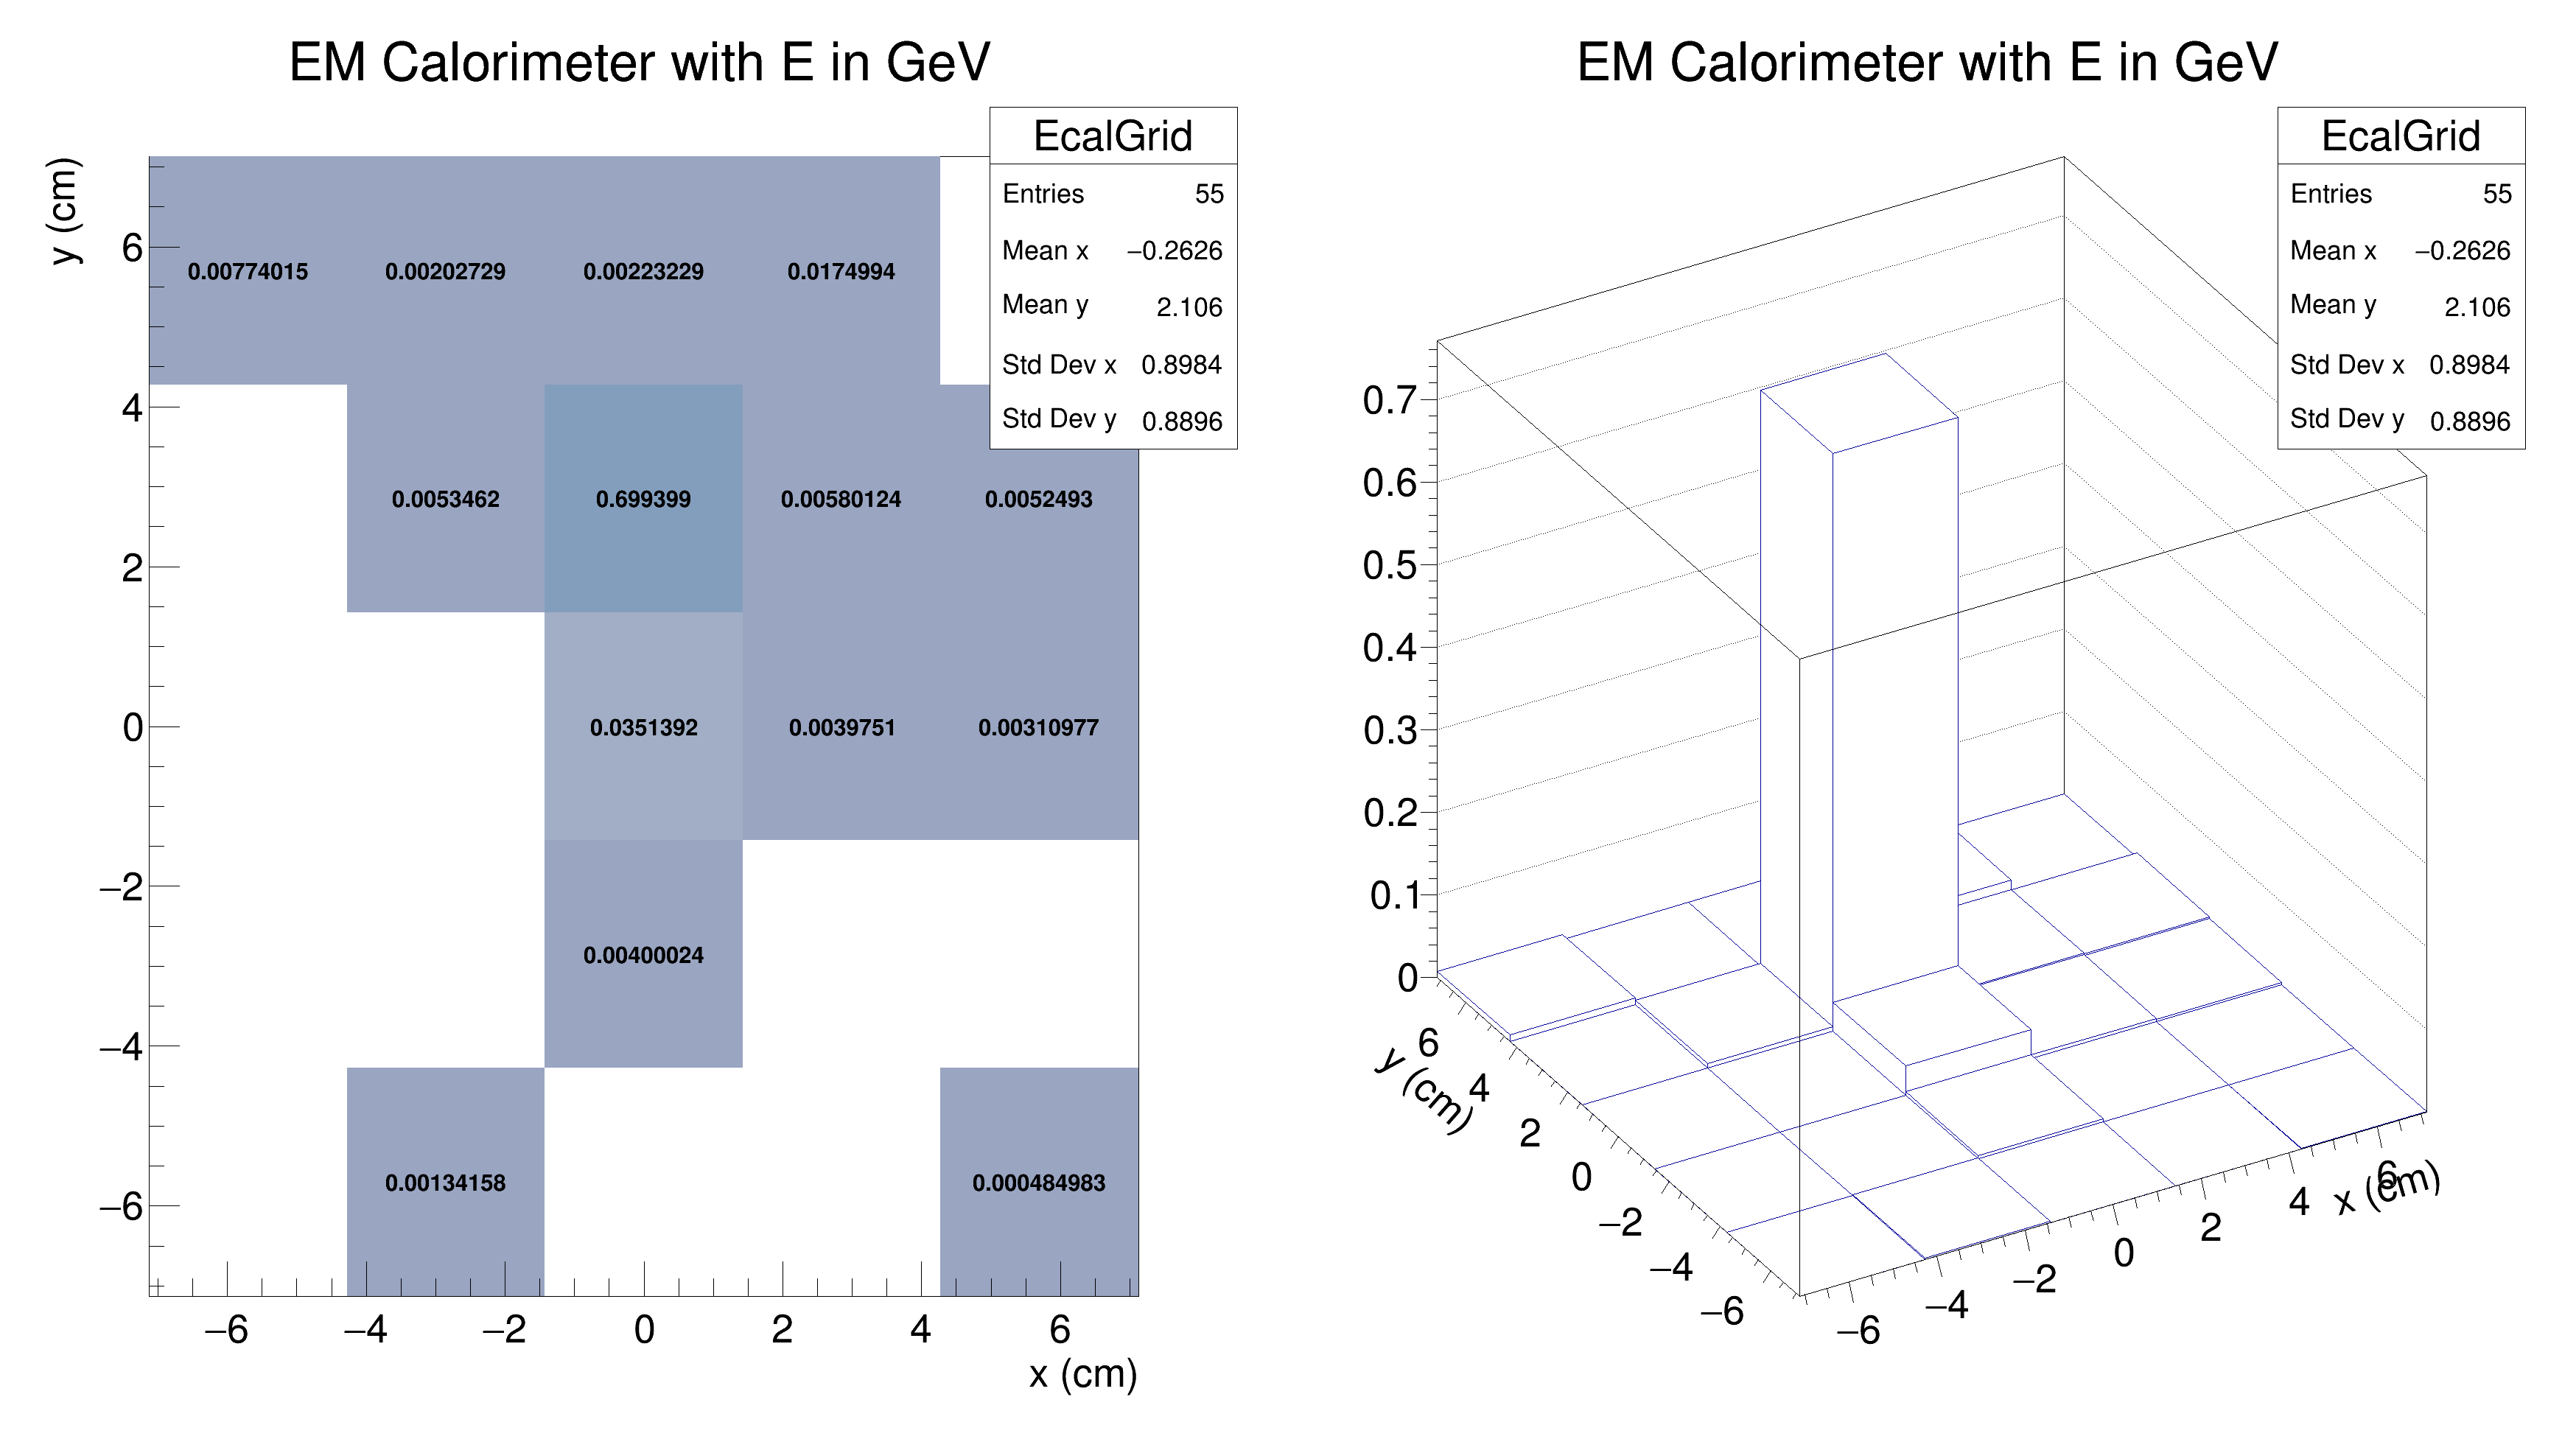 EM Calorimeter with E in GeV
EcalGrid
Entries 55
Mean x −0.2626
Mean y 2.106
Std Dev x 0.8984
Std Dev y 0.8896
y (cm)
6
4
2
0
−2
−4
−6
0.00774015 0.00202729 0.00223229 0.0174994
0.0053462 0.699399 0.00580124 0.0052493
0.0351392 0.0039751 0.00310977
0.00400024
0.00134158 0.000484983
−6 −4 −2 0 2 4 6
x (cm)
EM Calorimeter with E in GeV
EcalGrid
Entries 55
Mean x −0.2626
Mean y 2.106
Std Dev x 0.8984
Std Dev y 0.8896
0.7
0.6
0.5
0.4
0.3
0.2
0.1
0
6
4
2
0
−2
−4
−6
y (cm)
−6
−4
−2
0
2
4
6
x (cm)